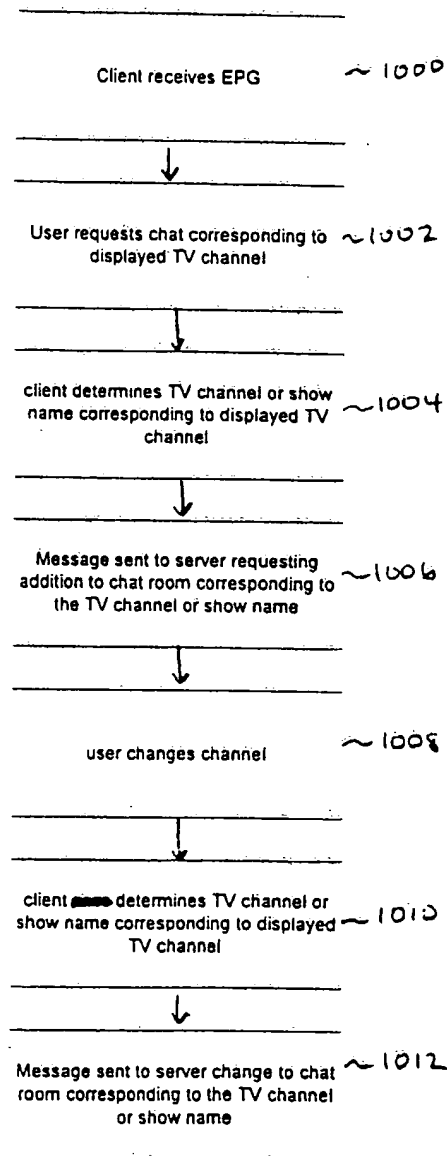 Client receives EPG ~1000
User requests chat corresponding to ~1002
displayed TV channel
client determines TV channel or show
name corresponding to displayed TV ~1004
channel
Message sent to server requesting
addition to chat room corresponding to ~1006
the TV channel or show name
user changes channel ~1008
client determines TV channel or
show name corresponding to displayed ~1010
TV channel
Message sent to server change to chat ~1012
room corresponding to the TV channel
or show name